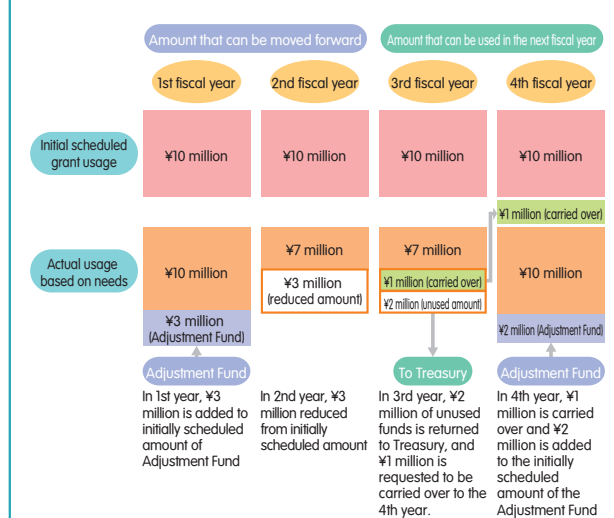 Amount that can be moved forward
Amount that can be used in the next fiscal year
1st fiscal year
2nd fiscal year
3rd fiscal year
4th fiscal year
Initial scheduled
grant usage
¥10 million
¥10 million
¥10 million
¥10 million
Actual usage
based on needs
¥10 million
¥3 million
(Adjustment Fund)
¥7 million
¥3 million
(reduced amount)
¥7 million
¥1 million (carried over)
¥2 million (unused amount)
¥1 million (carried over)
¥10 million
¥2 million (Adjustment Fund)
Adjustment Fund
To Treasury
Adjustment Fund
In 1st year, ¥3
million is added to
initially scheduled
amount of
Adjustment Fund
In 2nd year, ¥3
million reduced
from initially
scheduled amount
In 3rd year, ¥2
million of unused
funds is returned
to Treasury, and
¥1 million is
requested to be
carried over to the
4th year.
In 4th year, ¥1
million is carried
over and ¥2
million is added
to the initially
scheduled
amount of the
Adjustment Fund